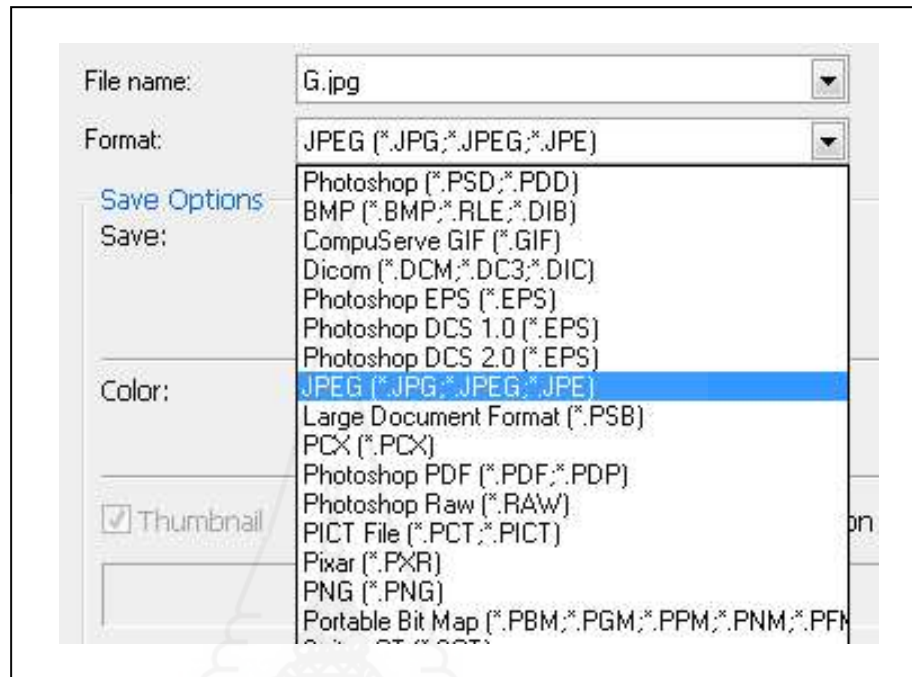 File name: G.jpg
Format: JPEG (*.JPG;*.JPEG;*.JPE)
Save Options
Save:
Color:
Thumbnail
Photoshop (*.PSD;*.PDD)
BMP (*.BMP;*.RLE;*.DIB)
CompuServe GIF (*.GIF)
Dicom (*.DCM;*.DC3;*.DIC)
Photoshop EPS (*.EPS)
Photoshop DCS 1.0 (*.EPS)
Photoshop DCS 2.0 (*.EPS)
JPEG (*.JPG;*.JPEG;*.JPE)
Large Document Format (*.PSB)
PCX (*.PCX)
Photoshop PDF (*.PDF;*.PDP)
Photoshop Raw (*.RAW)
PICT File (*.PCT;*.PICT)
Pixar (*.PXR)
PNG (*.PNG)
Portable Bit Map (*.PBM;*.PGM;*.PPM;*.PNM;*.PFM
on